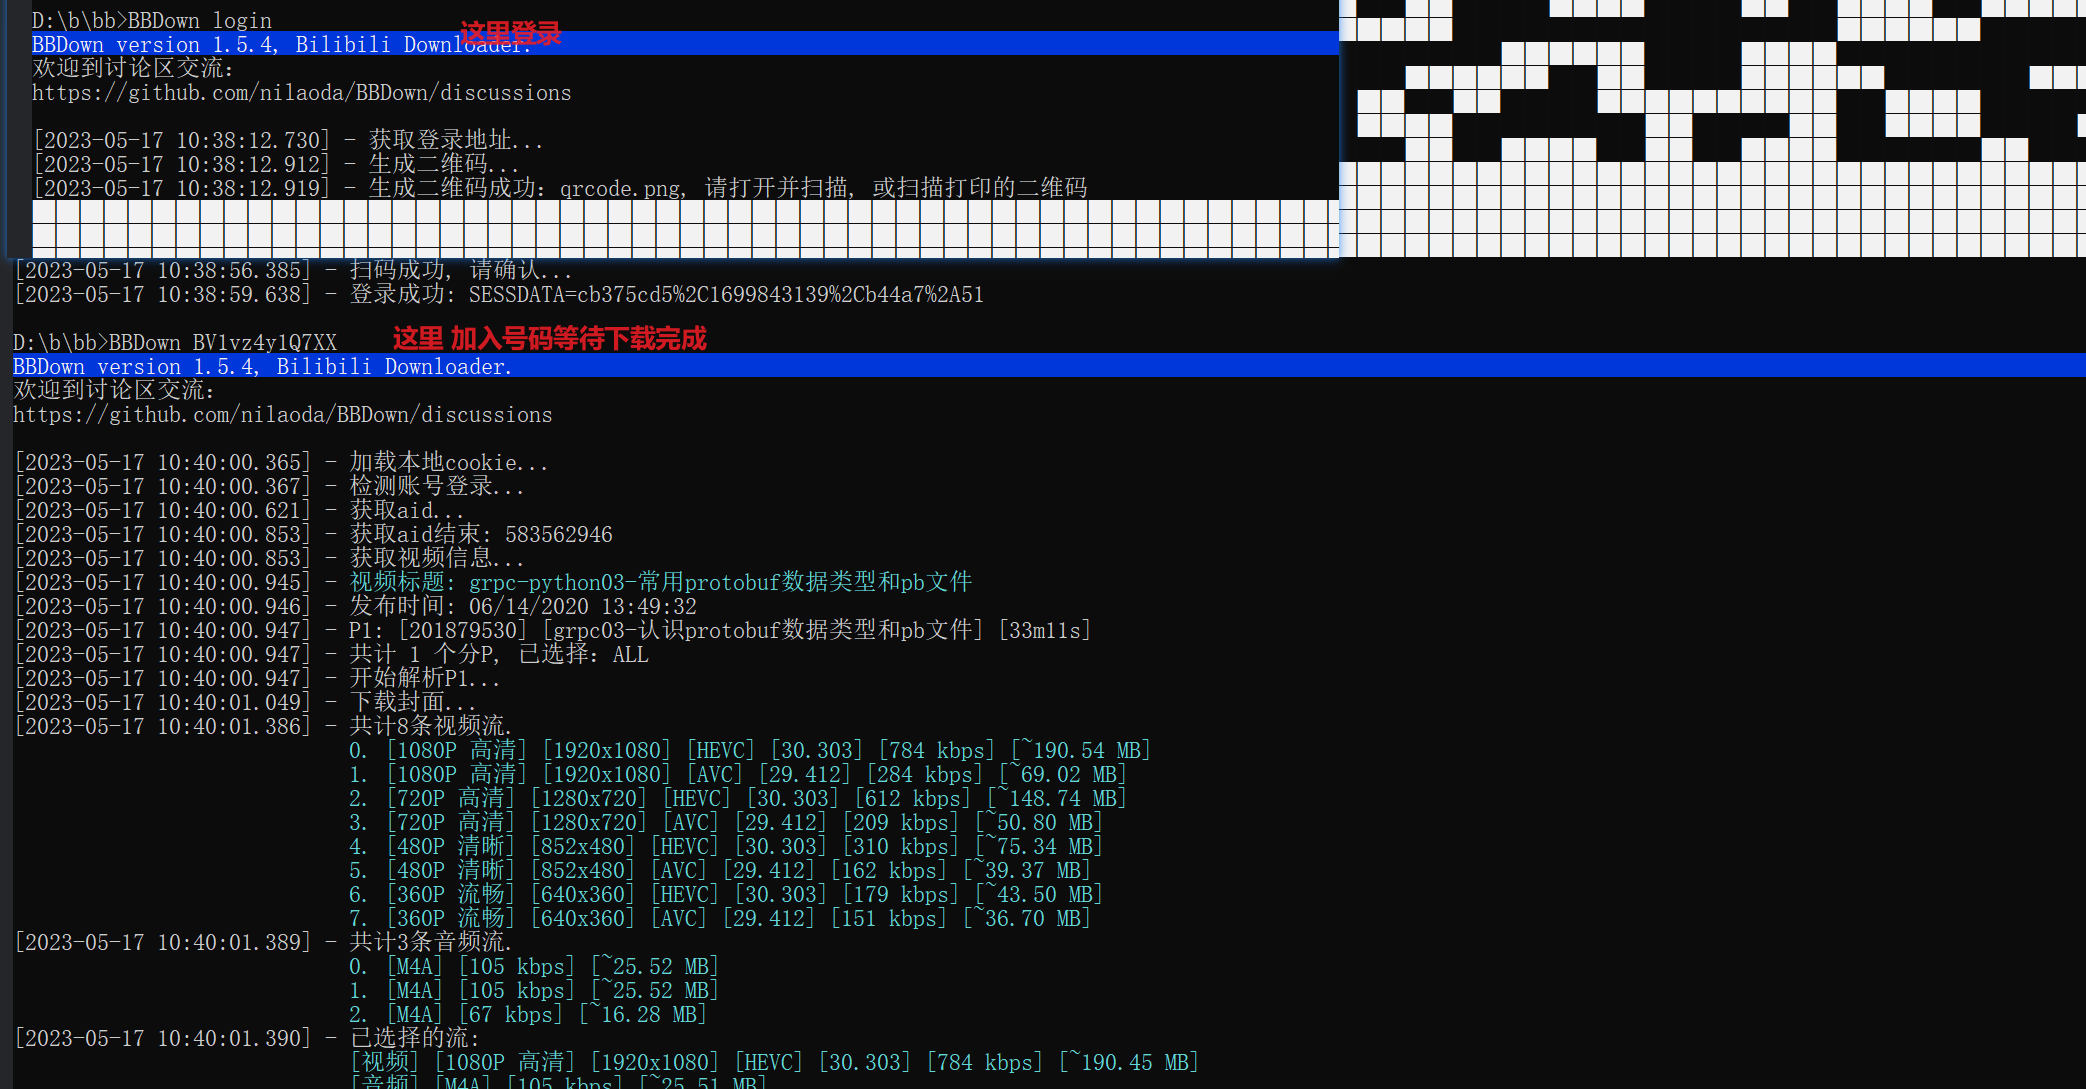 D:\b\bb>BBDown login
这里登录
BBDown version 1.5.4, Bilibili Downloader.
欢迎到讨论区交流：
https://github.com/nilaoda/BBDown/discussions
[2023-05-17 10:38:12.730] - 获取登录地址...
[2023-05-17 10:38:12.912] - 生成二维码...
[2023-05-17 10:38:12.919] - 生成二维码成功：qrcode.png, 请打开并扫描, 或扫描打印的二维码
[2023-05-17 10:38:56.385] - 扫码成功, 请确认...
[2023-05-17 10:38:59.638] - 登录成功: SESSDATA=cb375cd5%2C1699843139%2Cb44a7%2A51
D:\b\bb>BBDown BV1vz4y1Q7XX
这里 加入号码等待下载完成
BBDown version 1.5.4, Bilibili Downloader.
欢迎到讨论区交流：
https://github.com/nilaoda/BBDown/discussions
[2023-05-17 10:40:00.365] - 加载本地cookie...
[2023-05-17 10:40:00.367] - 检测账号登录...
[2023-05-17 10:40:00.621] - 获取aid...
[2023-05-17 10:40:00.853] - 获取aid结束: 583562946
[2023-05-17 10:40:00.853] - 获取视频信息...
[2023-05-17 10:40:00.945] - 视频标题: grpc-python03-常用protobuf数据类型和pb文件
[2023-05-17 10:40:00.946] - 发布时间: 06/14/2020 13:49:32
[2023-05-17 10:40:00.947] - P1: [201879530] [grpc03-认识protobuf数据类型和pb文件] [33m11s]
[2023-05-17 10:40:00.947] - 共计 1 个分P, 已选择：ALL
[2023-05-17 10:40:00.947] - 开始解析P1...
[2023-05-17 10:40:01.049] - 下载封面...
[2023-05-17 10:40:01.386] - 共计8条视频流.
0. [1080P 高清] [1920x1080] [HEVC] [30.303] [784 kbps] [~190.54 MB]
1. [1080P 高清] [1920x1080] [AVC] [29.412] [284 kbps] [~69.02 MB]
2. [720P 高清] [1280x720] [HEVC] [30.303] [612 kbps] [~148.74 MB]
3. [720P 高清] [1280x720] [AVC] [29.412] [209 kbps] [~50.80 MB]
4. [480P 清晰] [852x480] [HEVC] [30.303] [310 kbps] [~75.34 MB]
5. [480P 清晰] [852x480] [AVC] [29.412] [162 kbps] [~39.37 MB]
6. [360P 流畅] [640x360] [HEVC] [30.303] [179 kbps] [~43.50 MB]
7. [360P 流畅] [640x360] [AVC] [29.412] [151 kbps] [~36.70 MB]
[2023-05-17 10:40:01.389] - 共计3条音频流.
0. [M4A] [105 kbps] [~25.52 MB]
1. [M4A] [105 kbps] [~25.52 MB]
2. [M4A] [67 kbps] [~16.28 MB]
[2023-05-17 10:40:01.390] - 已选择的流:
[视频] [1080P 高清] [1920x1080] [HEVC] [30.303] [784 kbps] [~190.45 MB]
[音频] [M4A] [105 kbps] [~25.51 MB]